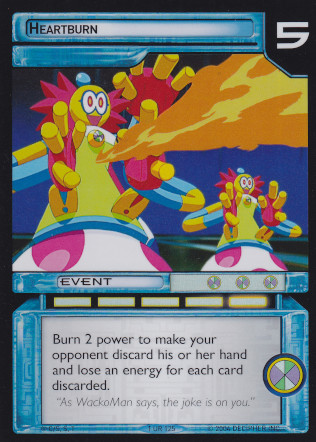 HEARTBURN
5
EVENT
Burn 2 power to make your
opponent discard his or her hand
and lose an energy for each card
discarded.
"As WackoMan says, the joke is on you."
© 2006 DECIPHER INC.